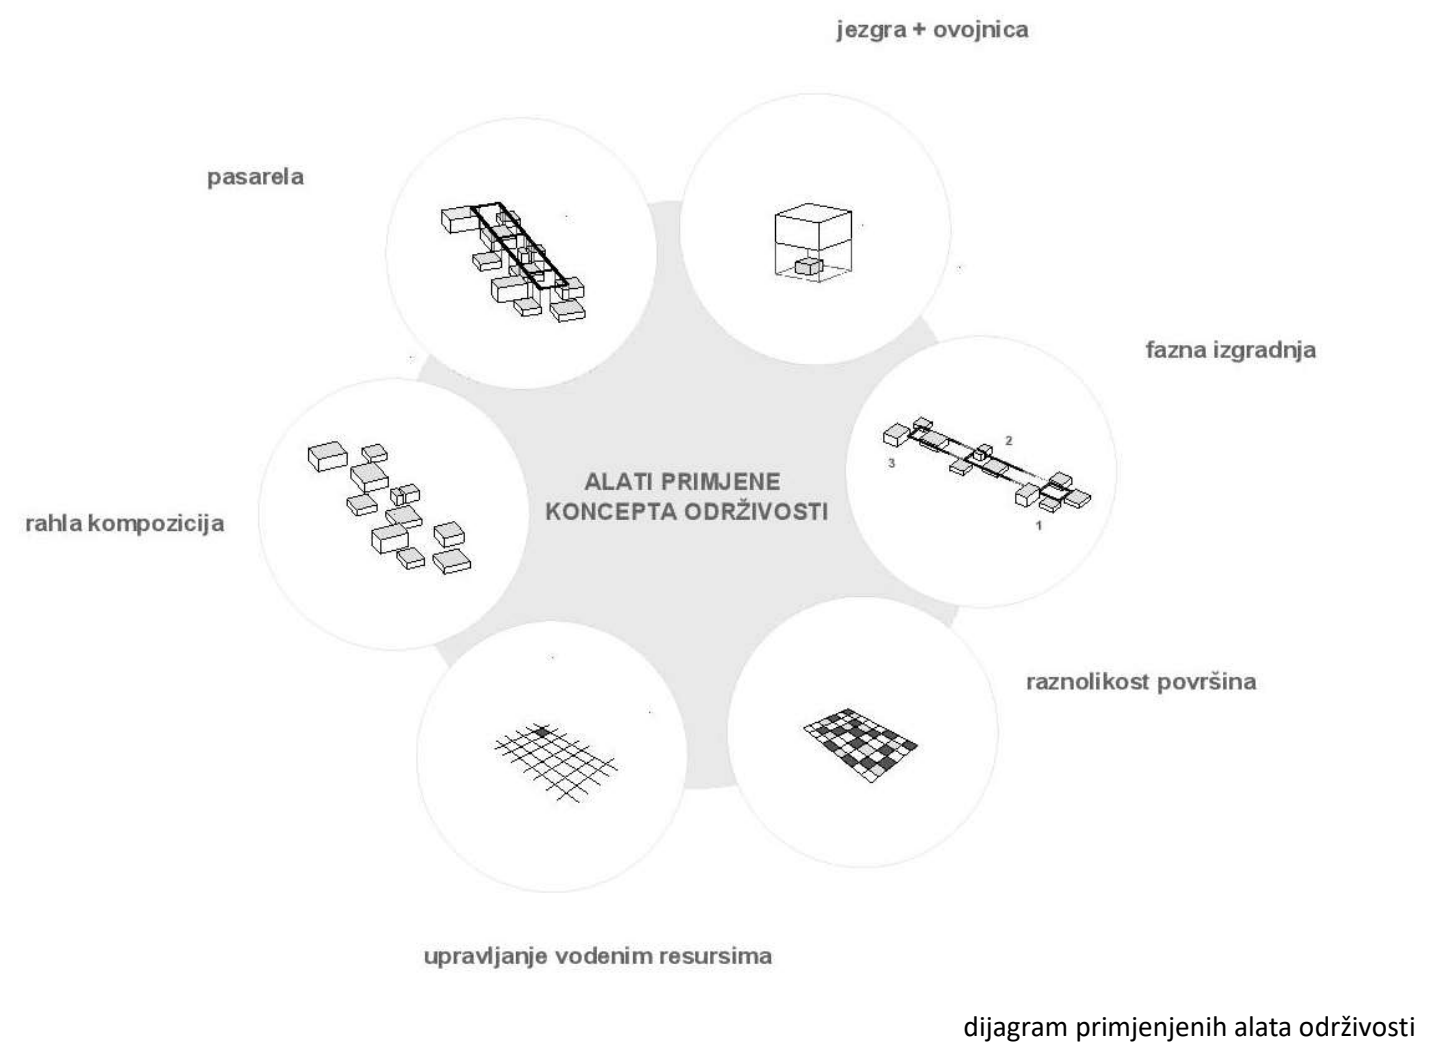 jezgra + ovojnica
pasarela
fazna izgradnja
2
3
1
ALATI PRIMJENE
KONCEPTA ODRŽIVOSTI
rahla kompozicija
raznolikost površina
upravljanje vodenim resursima
dijagram primjenjenih alata održivosti